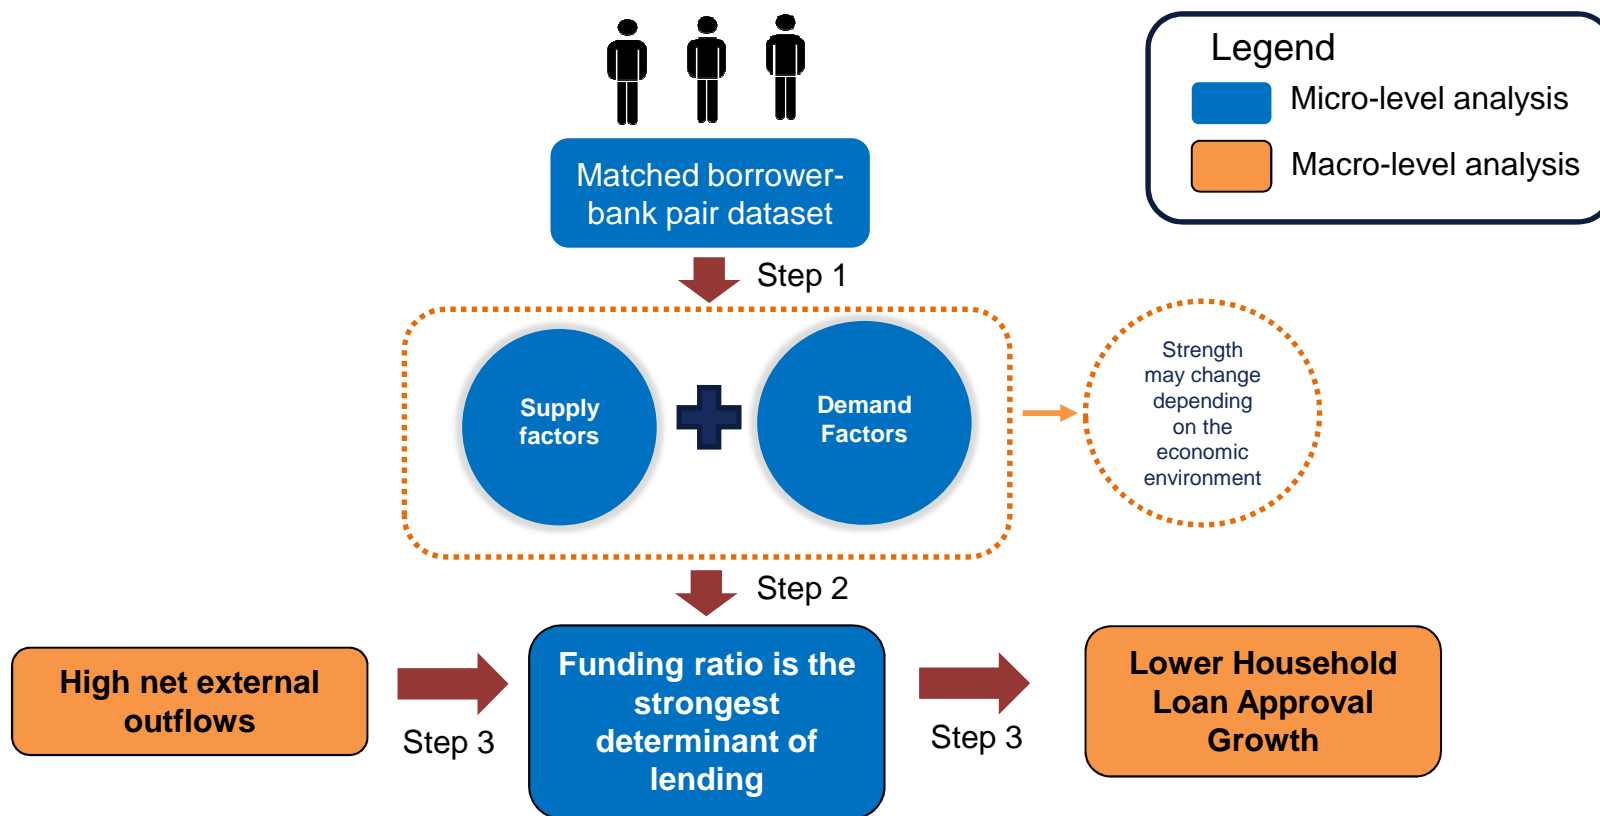 Legend
Micro-level analysis
Macro-level analysis
Matched borrower-
bank pair dataset
Step 1
Supply
factors
Demand
Factors
Strength
may change
depending
on the
economic
environment
Step 2
High net external
outflows
Step 3
Funding ratio is the
strongest
determinant of
lending
Step 3
Lower Household
Loan Approval
Growth